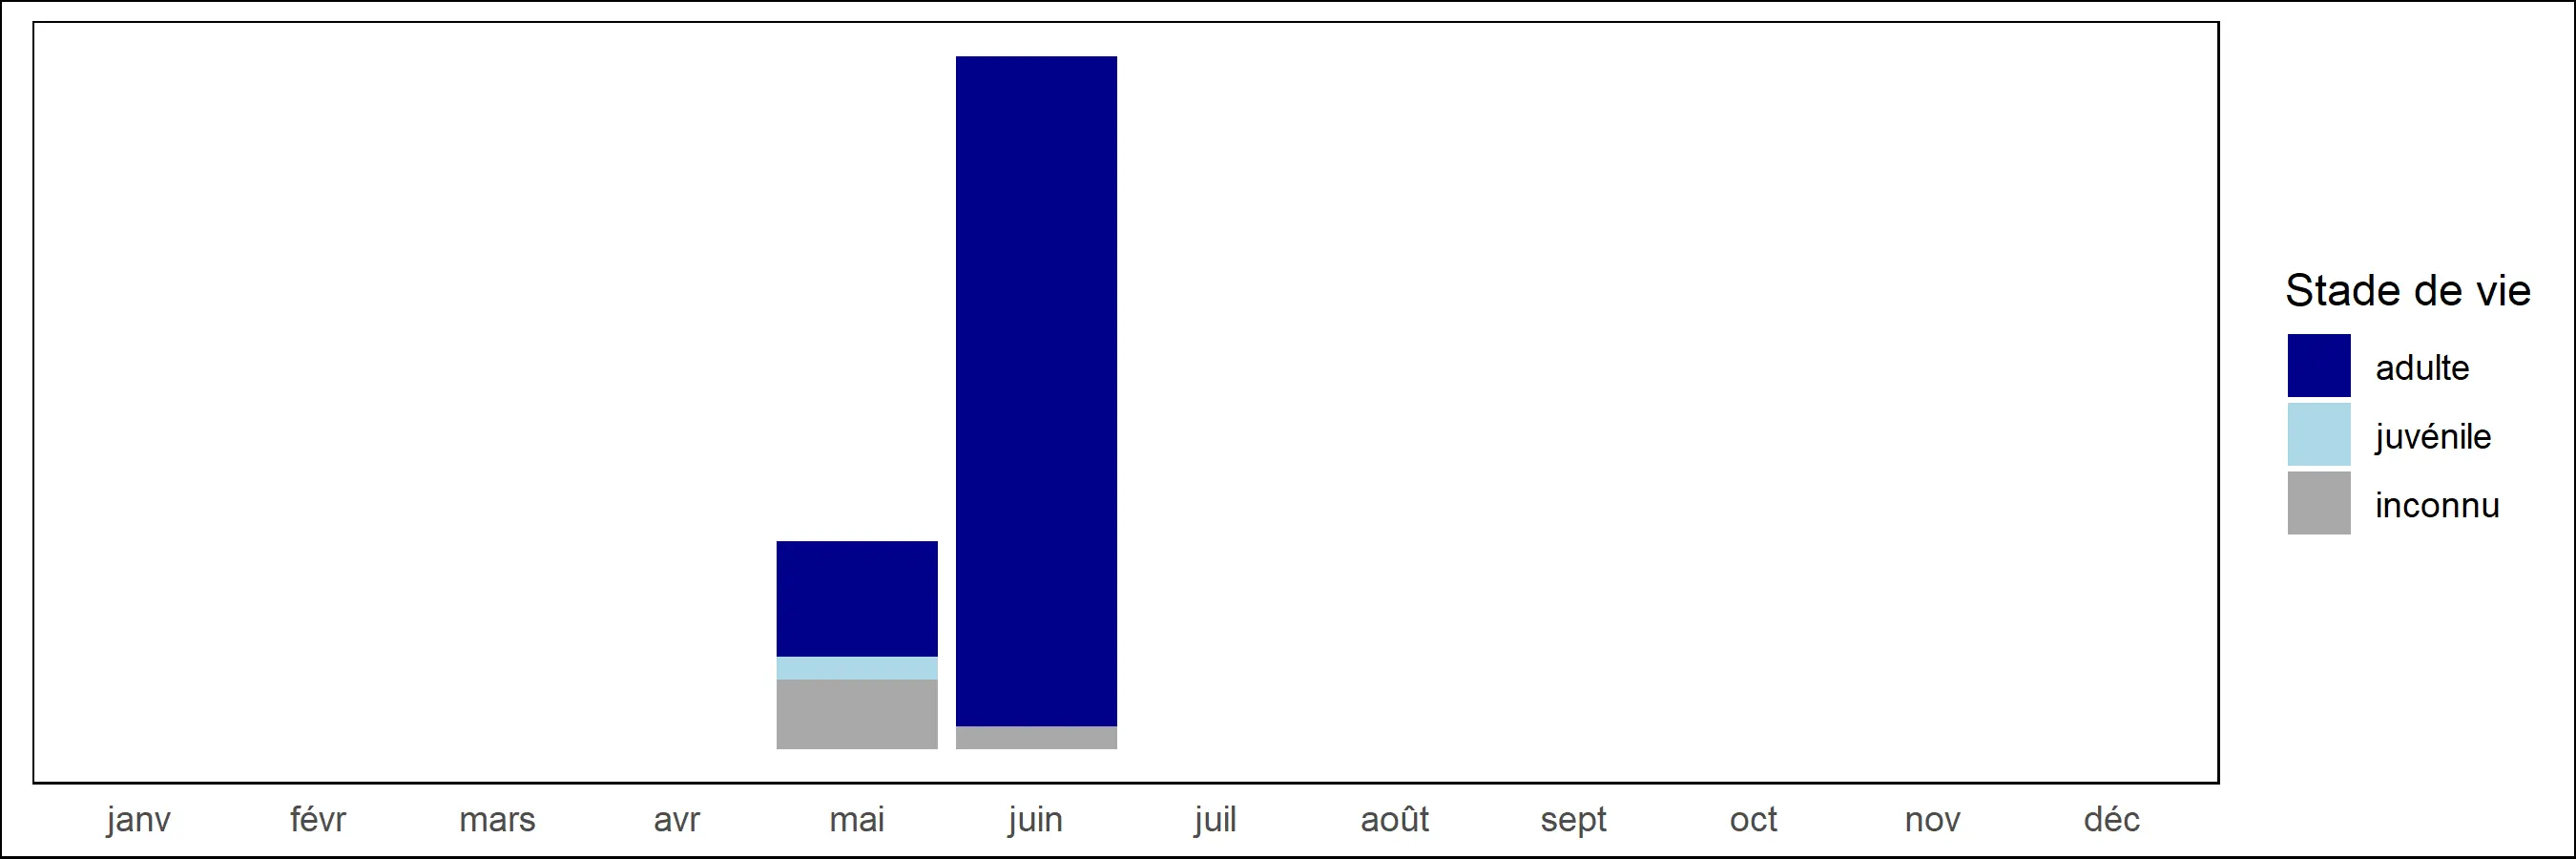 Stade de vie
adulte
juvénile
inconnu
janv févr mars avr mai juin juil août sept oct nov déc